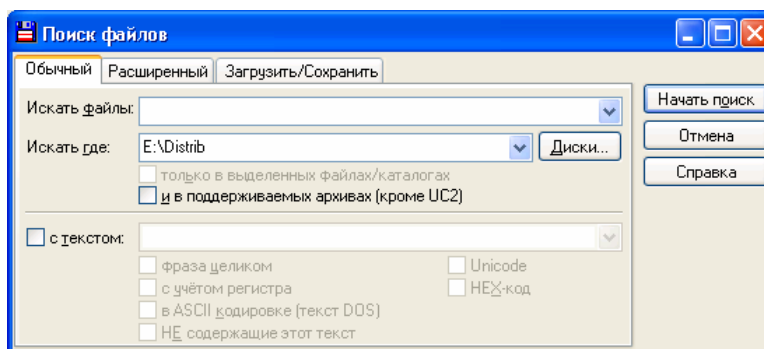 Поиск файлов
Обычный Расширенный Загрузить/Сохранить
Искать файлы: Начать поиск
Искать где: E:\Distrib Диски... Отмена
только в выделенных файлах/каталогах Справка
и в поддерживаемых архивах (кроме UC2)
с текстом:
фраза целиком Unicode
с учётом регистра HEX-код
в ASCII кодировке (текст DOS)
НЕ содержащие этот текст